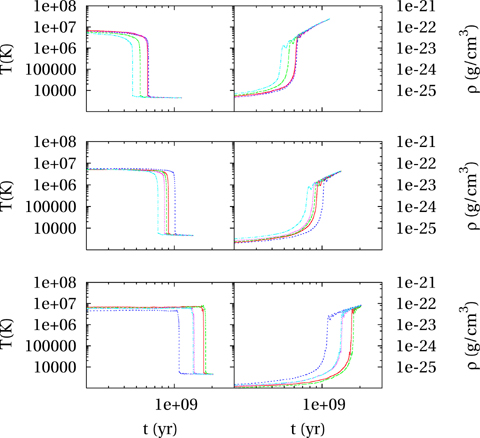 1e+08 1e-21
1e+07 1e-22
T(K) 1e+06 1e-23 ρ (g/cm³)
100000 1e-24
10000 1e-25
1e+08 1e-21
1e+07 1e-22
T(K) 1e+06 1e-23 ρ (g/cm³)
100000 1e-24
10000 1e-25
1e+08 1e-21
1e+07 1e-22
T(K) 1e+06 1e-23 ρ (g/cm³)
100000 1e-24
10000 1e-25
1e+09 1e+09
t (yr) t (yr)